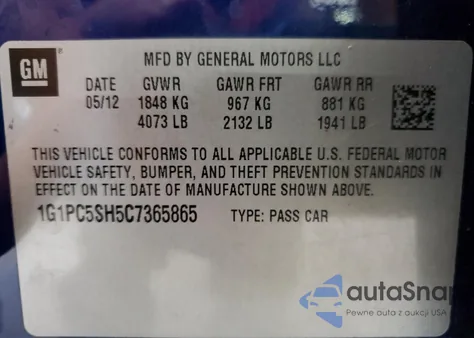 GM
MFD BY GENERAL MOTORS LLC
DATE GVWR GAWR FRT GAWR RR
05/12 1848 KG 967 KG 881 KG
4073 LB 2132 LB 1941 LB
THIS VEHICLE CONFORMS TO ALL APPLICABLE U.S. FEDERAL MOTOR
VEHICLE SAFETY, BUMPER, AND THEFT PREVENTION STANDARDS IN
EFFECT ON THE DATE OF MANUFACTURE SHOWN ABOVE.
1G1PC5SH5C7365865 TYPE: PASS CAR
autaSnap
Pewne auta z aukcji USA